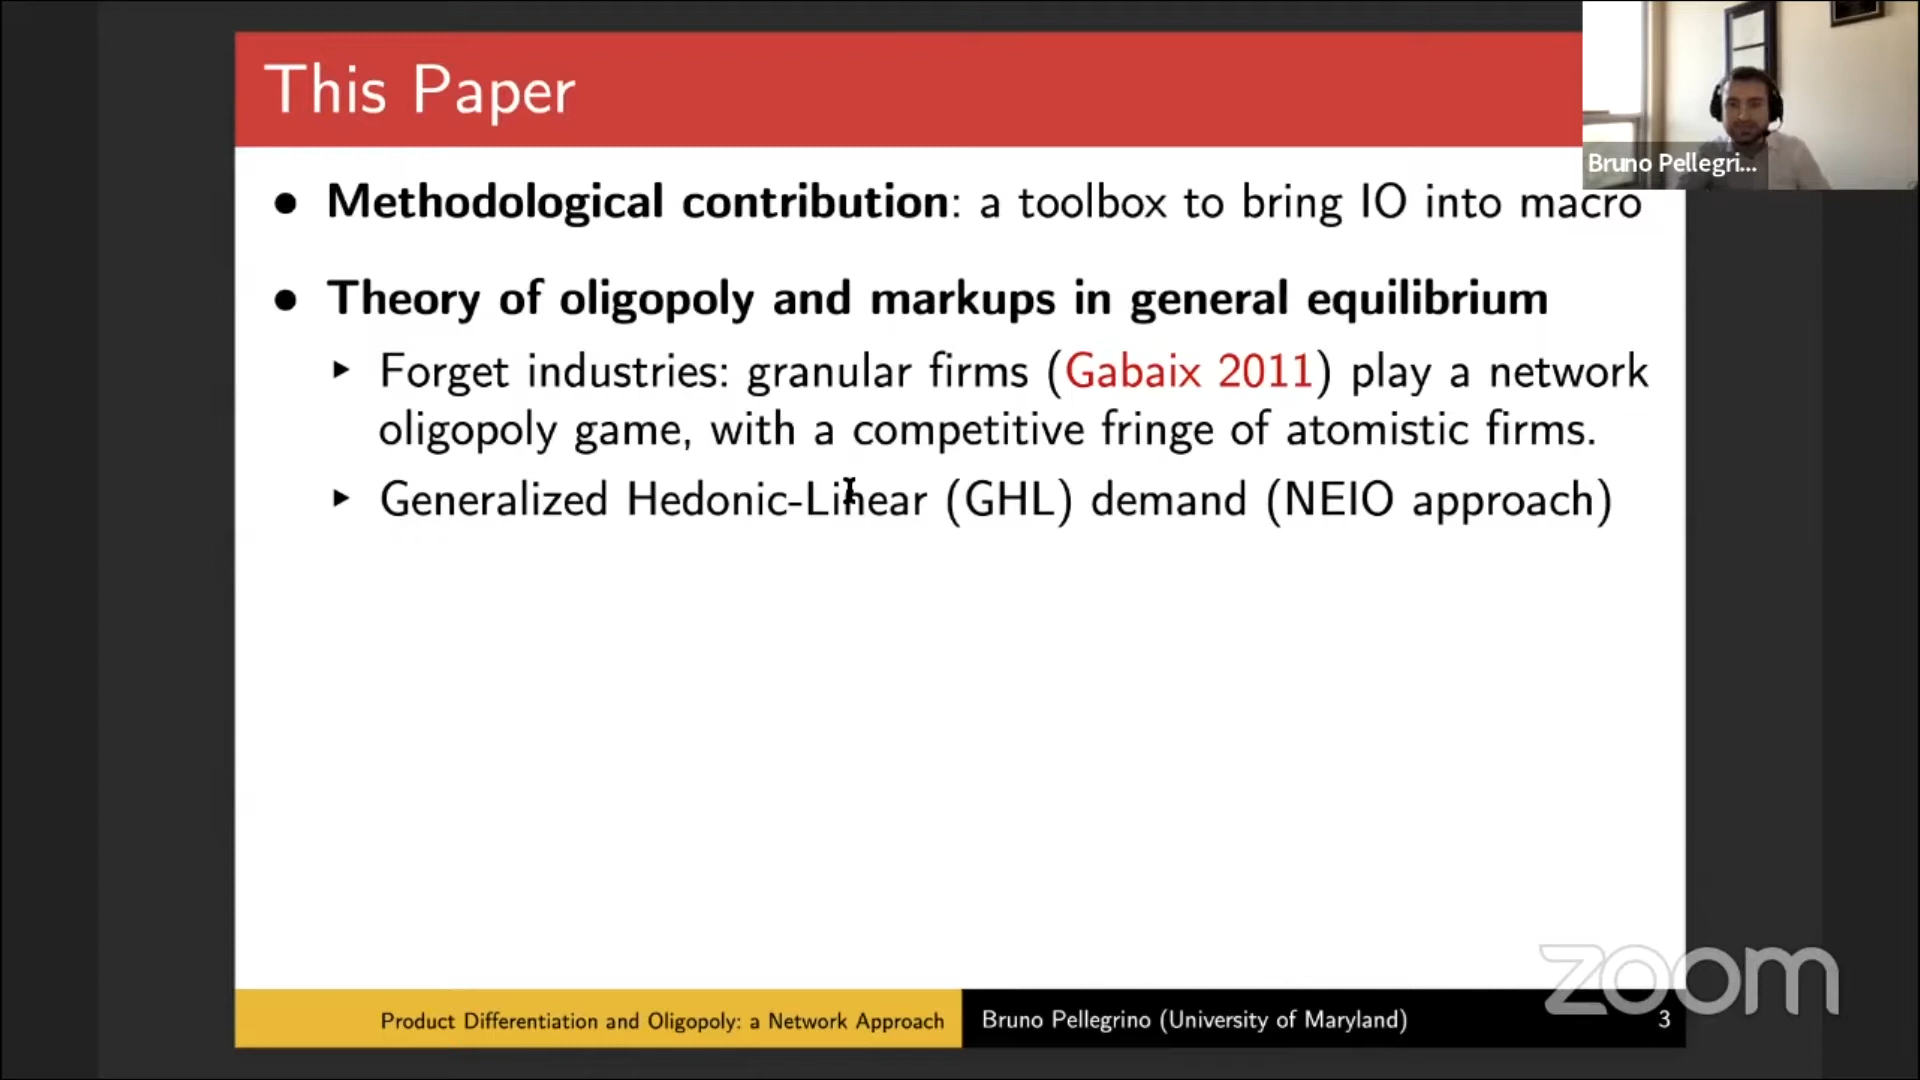 This Paper
Bruno Pellegri...
● Methodological contribution: a toolbox to bring IO into macro
● Theory of oligopoly and markups in general equilibrium
▸ Forget industries: granular firms (Gabaix 2011) play a network
oligopoly game, with a competitive fringe of atomistic firms.
▸ Generalized Hedonic-Linear (GHL) demand (NEIO approach)
zoom
Product Differentiation and Oligopoly: a Network Approach
Bruno Pellegrino (University of Maryland)
3